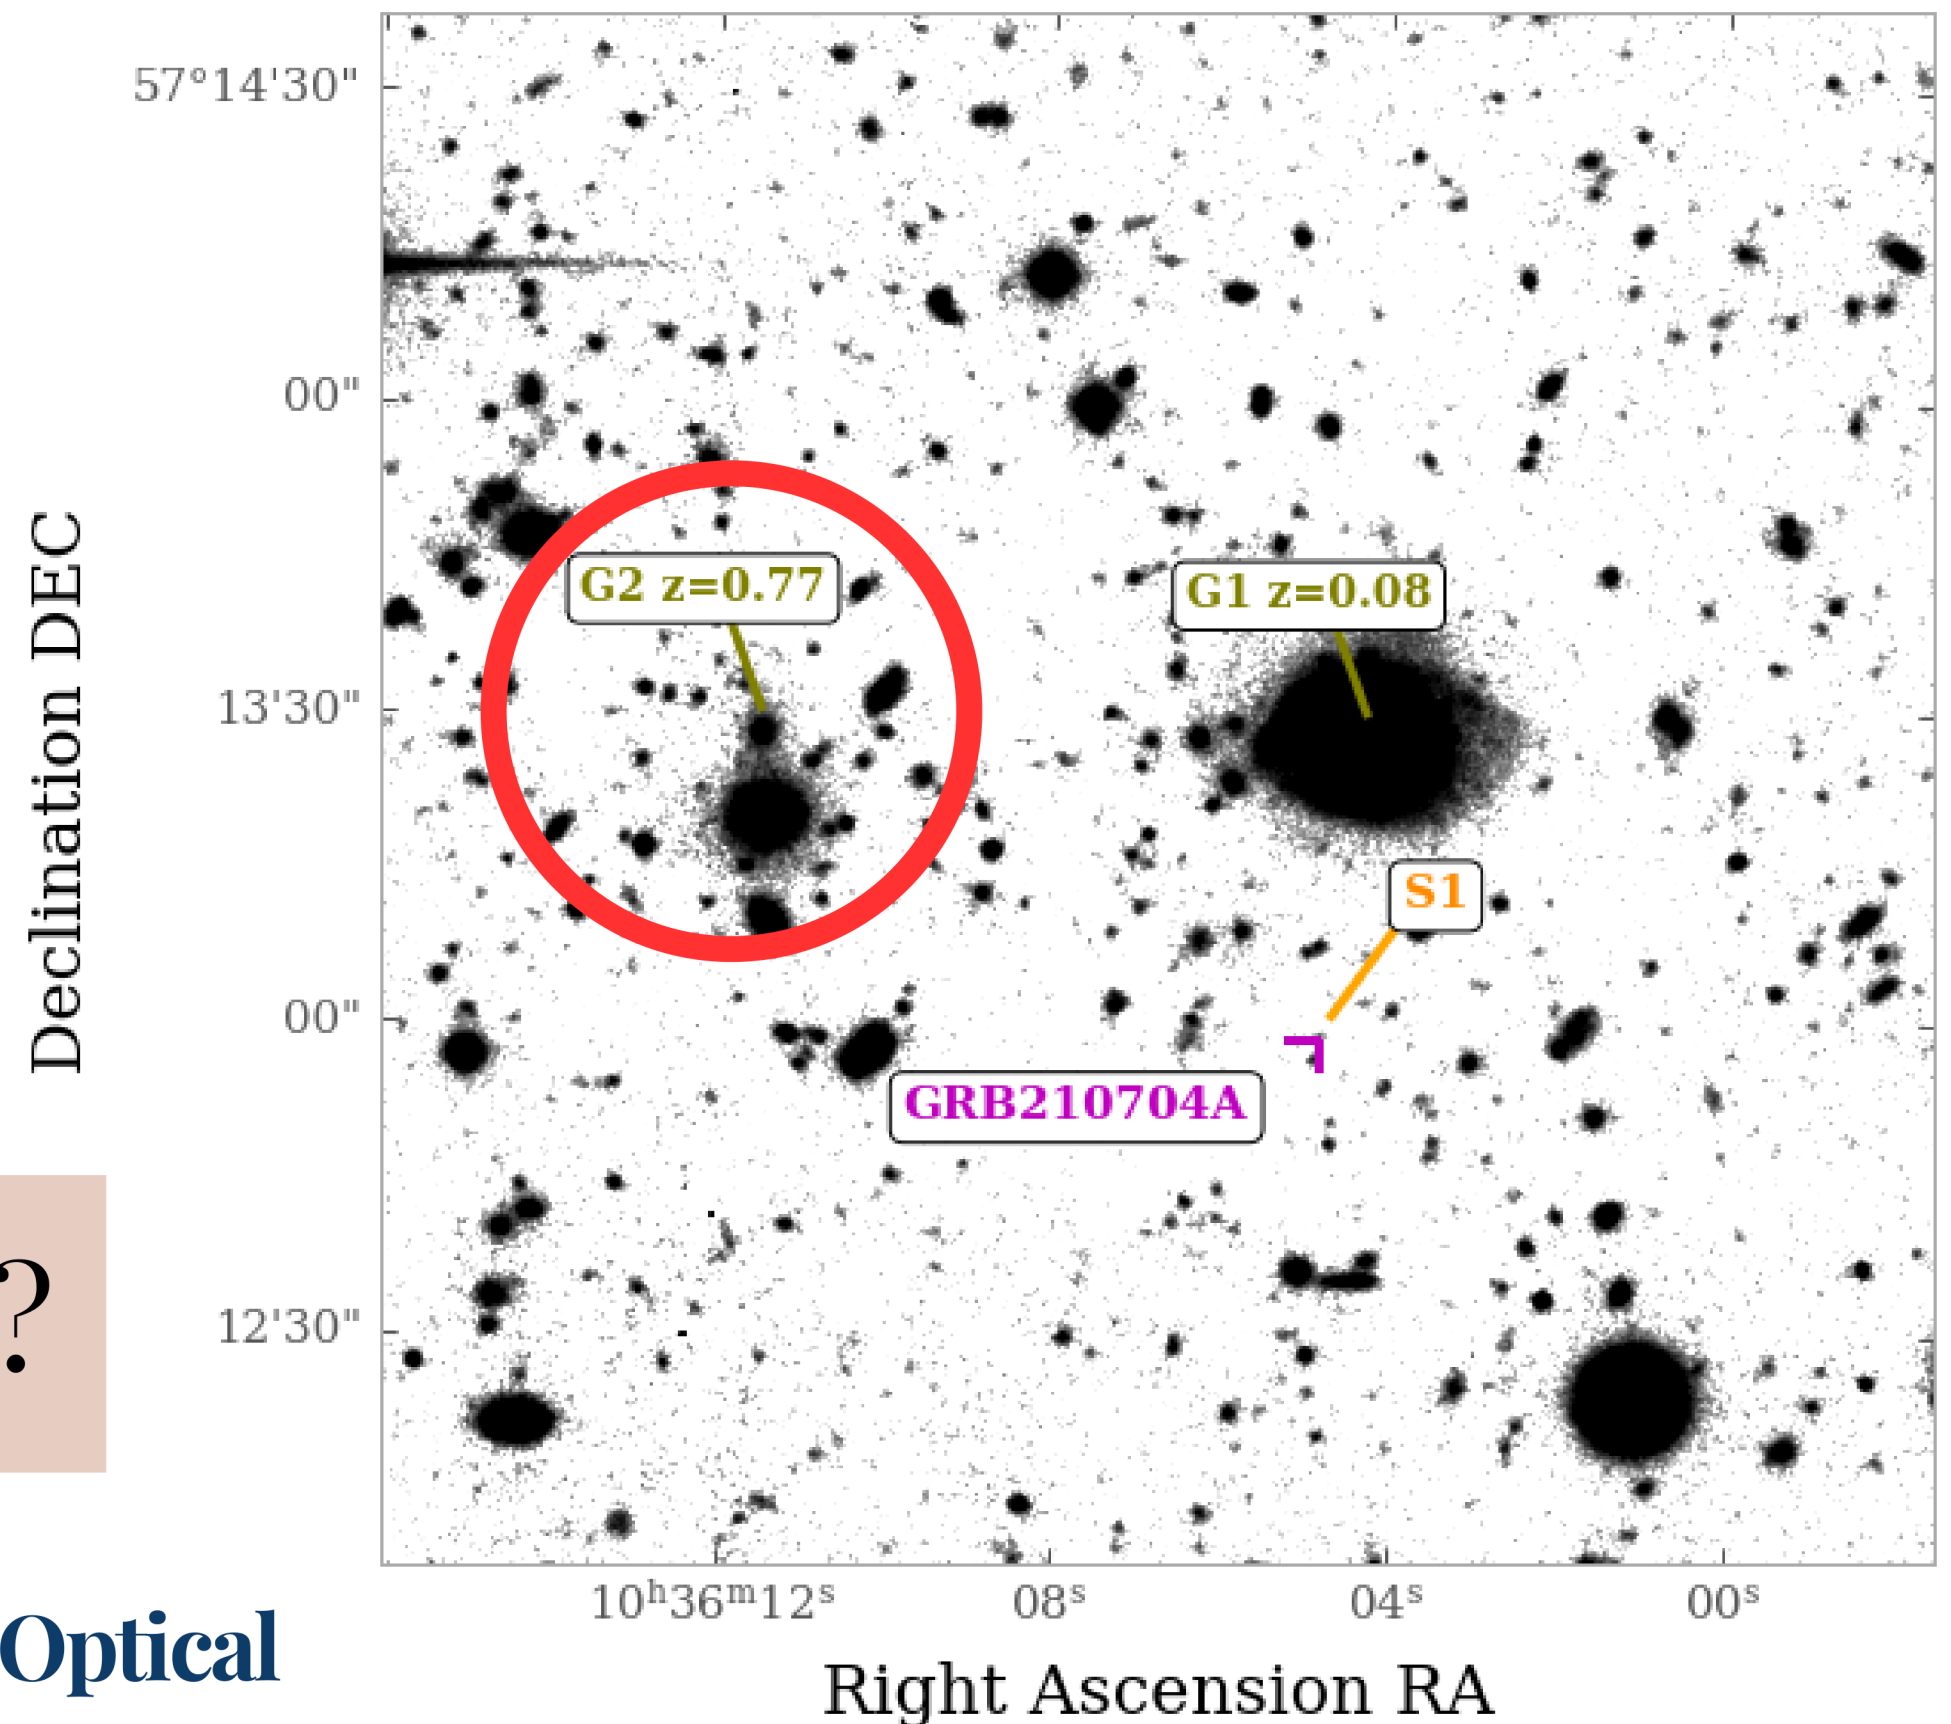 57°14'30"
00"
13'30"
00"
12'30"
Declination DEC
G2 z=0.77
G1 z=0.08
S1
GRB210704A
?
10ʰ36ᵐ12ˢ
08ˢ
04ˢ
00ˢ
Optical
Right Ascension RA